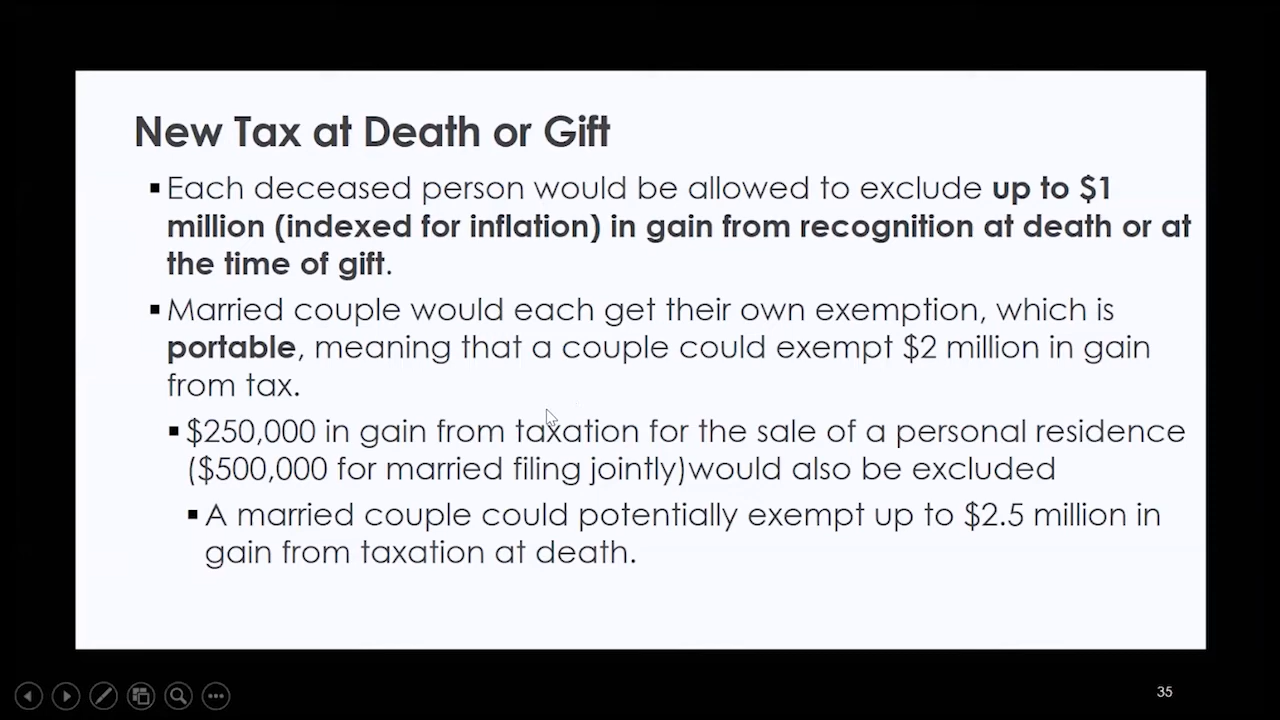 New Tax at Death or Gift
▪ Each deceased person would be allowed to exclude up to $1
million (indexed for inflation) in gain from recognition at death or at
the time of gift.
▪ Married couple would each get their own exemption, which is
portable, meaning that a couple could exempt $2 million in gain
from tax.
▪ $250,000 in gain from taxation for the sale of a personal residence
($500,000 for married filing jointly)would also be excluded
▪ A married couple could potentially exempt up to $2.5 million in
gain from taxation at death.
35